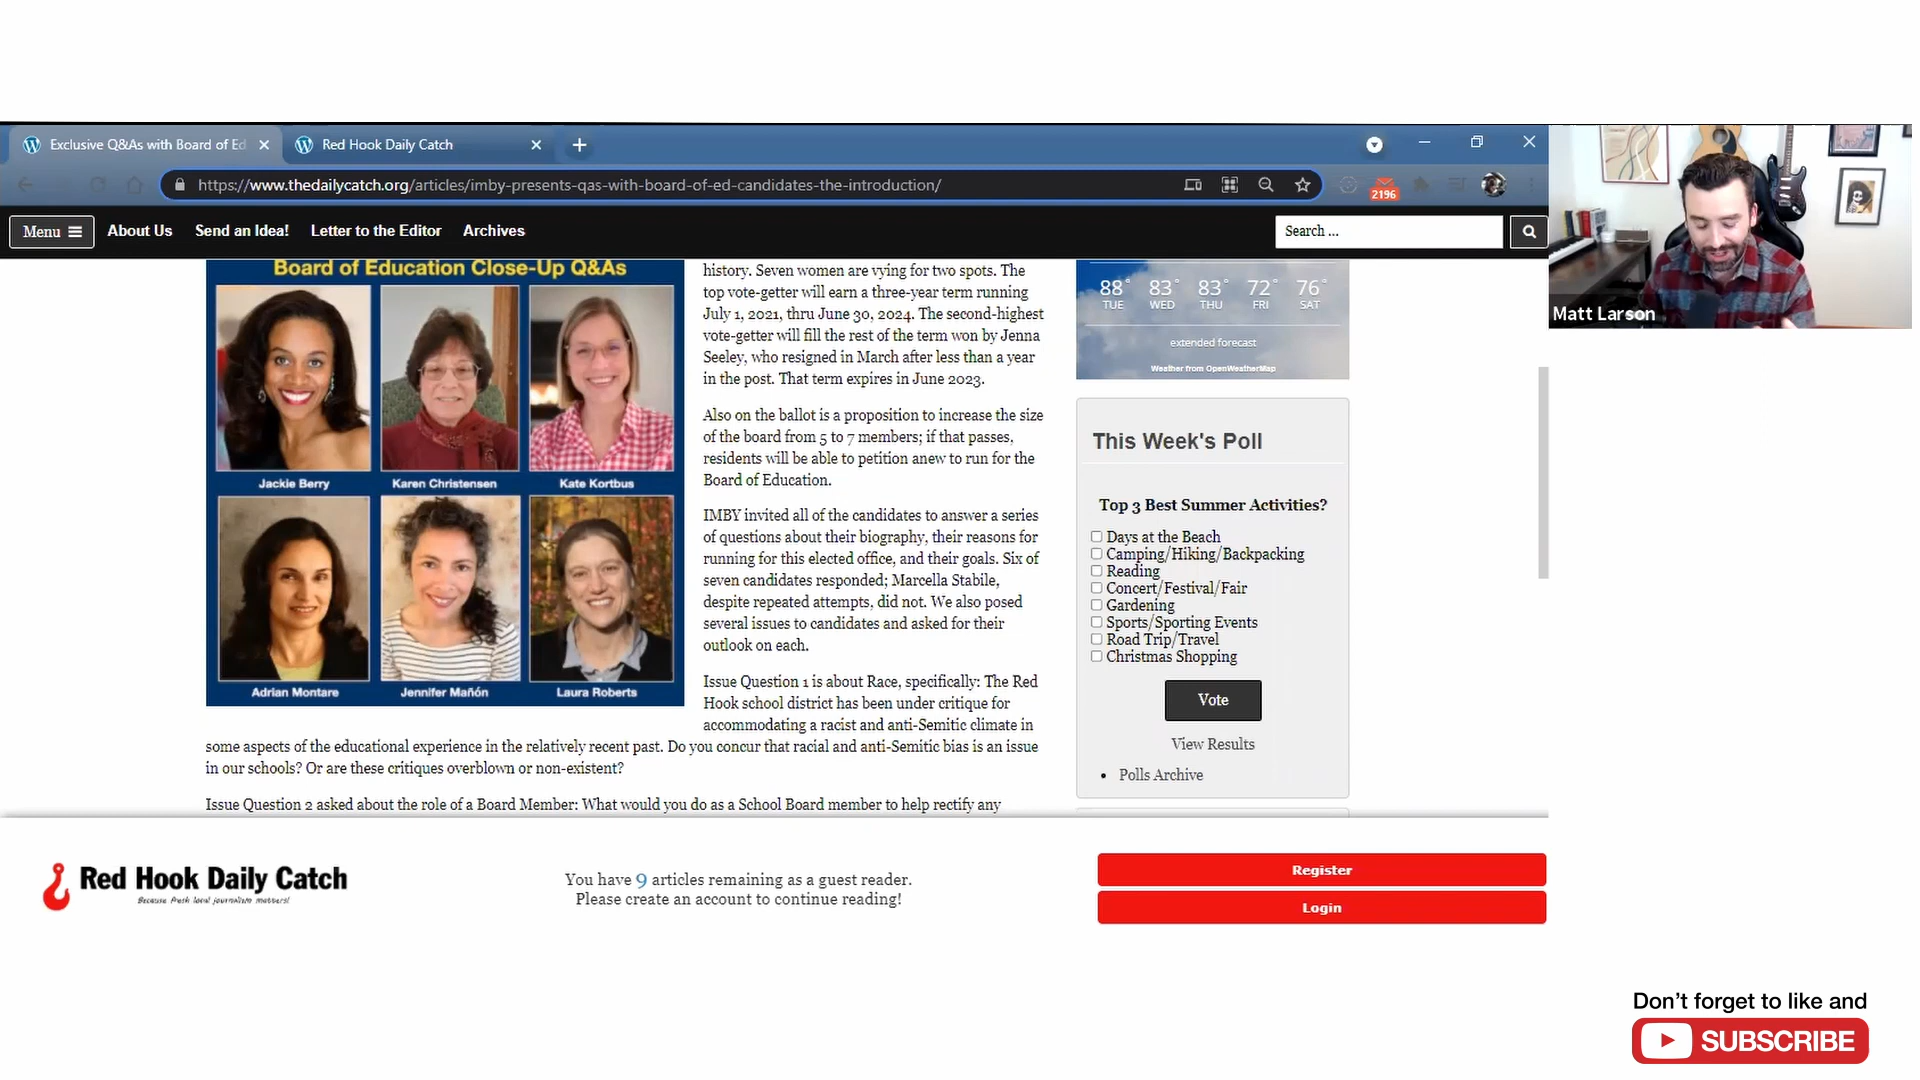 Exclusive Q&As with Board of Ed
Red Hook Daily Catch
https://www.thedailycatch.org/articles/imby-presents-qas-with-board-of-ed-candidates-the-introduction/
2196
Menu
About Us
Send an Idea!
Letter to the Editor
Archives
Search ...
Matt Larson
Board of Education Close-Up Q&As
Jackie Berry
Karen Christensen
Kate Kortbus
Adrian Montare
Jennifer Mañón
Laura Roberts
history. Seven women are vying for two spots. The
top vote-getter will earn a three-year term running
July 1, 2021, thru June 30, 2024. The second-highest
vote-getter will fill the rest of the term won by Jenna
Seeley, who resigned in March after less than a year
in the post. That term expires in June 2023.
Also on the ballot is a proposition to increase the size
of the board from 5 to 7 members; if that passes,
residents will be able to petition anew to run for the
Board of Education.
IMBY invited all of the candidates to answer a series
of questions about their biography, their reasons for
running for this elected office, and their goals. Six of
seven candidates responded; Marcella Stabile,
despite repeated attempts, did not. We also posed
several issues to candidates and asked for their
outlook on each.
Issue Question 1 is about Race, specifically: The Red
Hook school district has been under critique for
accommodating a racist and anti-Semitic climate in
some aspects of the educational experience in the relatively recent past. Do you concur that racial and anti-Semitic bias is an issue
in our schools? Or are these critiques overblown or non-existent?
Issue Question 2 asked about the role of a Board Member: What would you do as a School Board member to help rectify any
88° 83° 83° 72° 76°
TUE WED THU FRI SAT
extended forecast
Weather from OpenWeatherMap
This Week's Poll
Top 3 Best Summer Activities?
Days at the Beach
Camping/Hiking/Backpacking
Reading
Concert/Festival/Fair
Gardening
Sports/Sporting Events
Road Trip/Travel
Christmas Shopping
Vote
View Results
Polls Archive
Red Hook Daily Catch
Because fresh local journalism matters!
You have 9 articles remaining as a guest reader.
Please create an account to continue reading!
Register
Login
Don't forget to like and
SUBSCRIBE